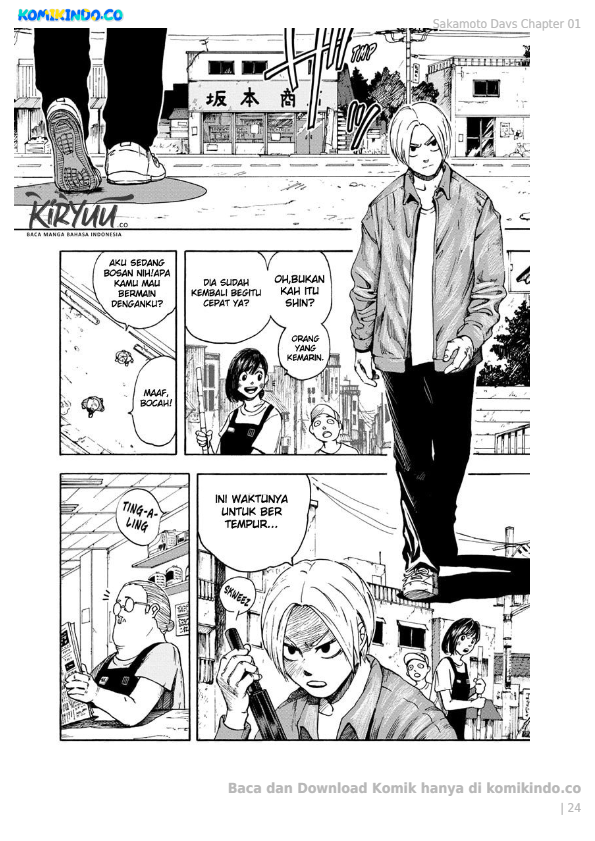 KOMIKINDO.CO
Sakamoto Days Chapter 01
TMP
坂本商
KIRYUU.CO
BACA MANGA BAHASA INDONESIA
AKU SEDANG
BOSAN NIH!APA
KAMU MAU
BERMAIN
DENGANKU?
MAAF,
BOCAH!
OH,BUKAN
KAH ITU
SHIN?
ORANG
YANG
KEMARIN.
DIA SUDAH
KEMBALI BEGITU
CEPAT YA?
TING-A-
LING
INI WAKTUNYA
UNTUK BER
TEMPUR...
SKWEEZ
Baca dan Download Komik hanya di komikindo.co
| 24